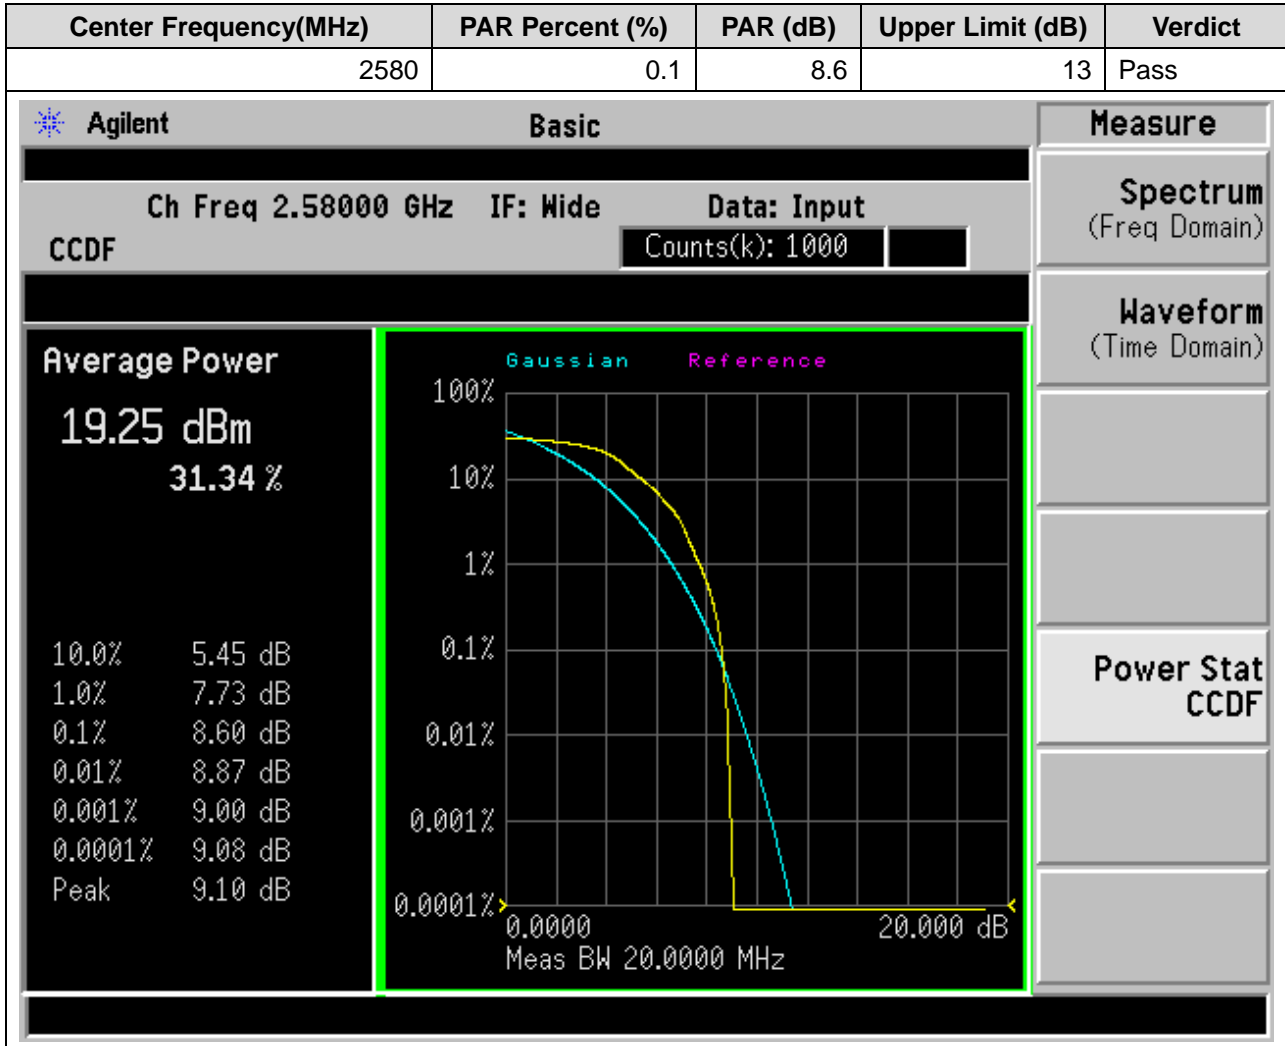 Center Frequency(MHz) PAR Percent (%) PAR (dB) Upper Limit (dB) Verdict
2580 0.1 8.6 13 Pass
Agilent Basic Measure
Ch Freq 2.58000 GHz IF: Wide Data: Input
CCDF Counts(k): 1000
Spectrum
(Freq Domain)
Waveform
(Time Domain)
Power Stat
CCDF
Average Power
19.25 dBm
31.34 %
10.0% 5.45 dB
1.0% 7.73 dB
0.1% 8.60 dB
0.01% 8.87 dB
0.001% 9.00 dB
0.0001% 9.08 dB
Peak 9.10 dB
Gaussian Reference
100%
10%
1%
0.1%
0.01%
0.001%
0.0001%
0.0000 20.000 dB
Meas BW 20.0000 MHz